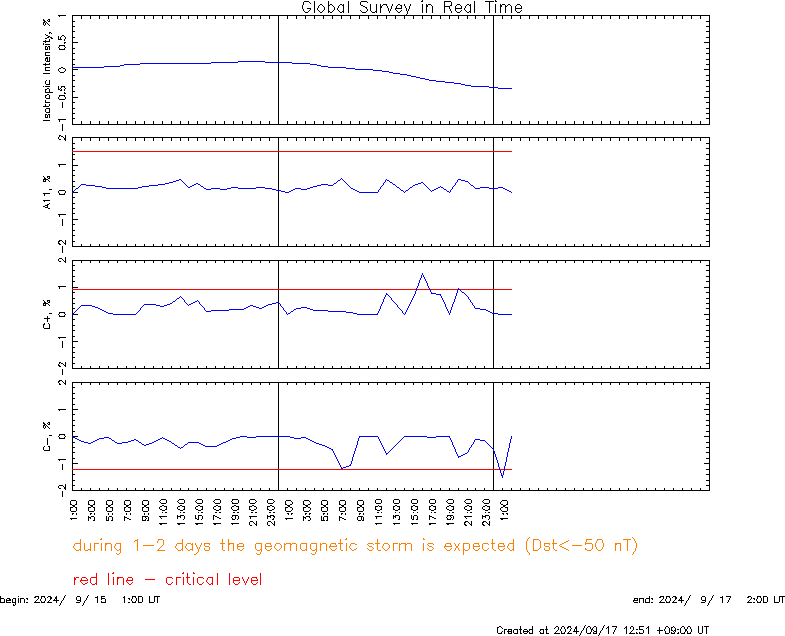 Global Survey in Real Time
Isotropic Intensity, %
1
0.5
0
-0.5
-1
A11, %
2
1
0
-1
-2
C+, %
2
1
0
-1
-2
C-, %
2
1
0
-1
-2
1:00 3:00 5:00 7:00 9:00 11:00 13:00 15:00 17:00 19:00 21:00 23:00 1:00 3:00 5:00 7:00 9:00 11:00 13:00 15:00 17:00 19:00 21:00 23:00 1:00
during 1-2 days the geomagnetic storm is expected (Dst<-50 nT)
red line - critical level
begin: 2024/ 9/ 15 1:00 UT
end: 2024/ 9/ 17 2:00 UT
Created at 2024/09/17 12:51 +09:00 UT